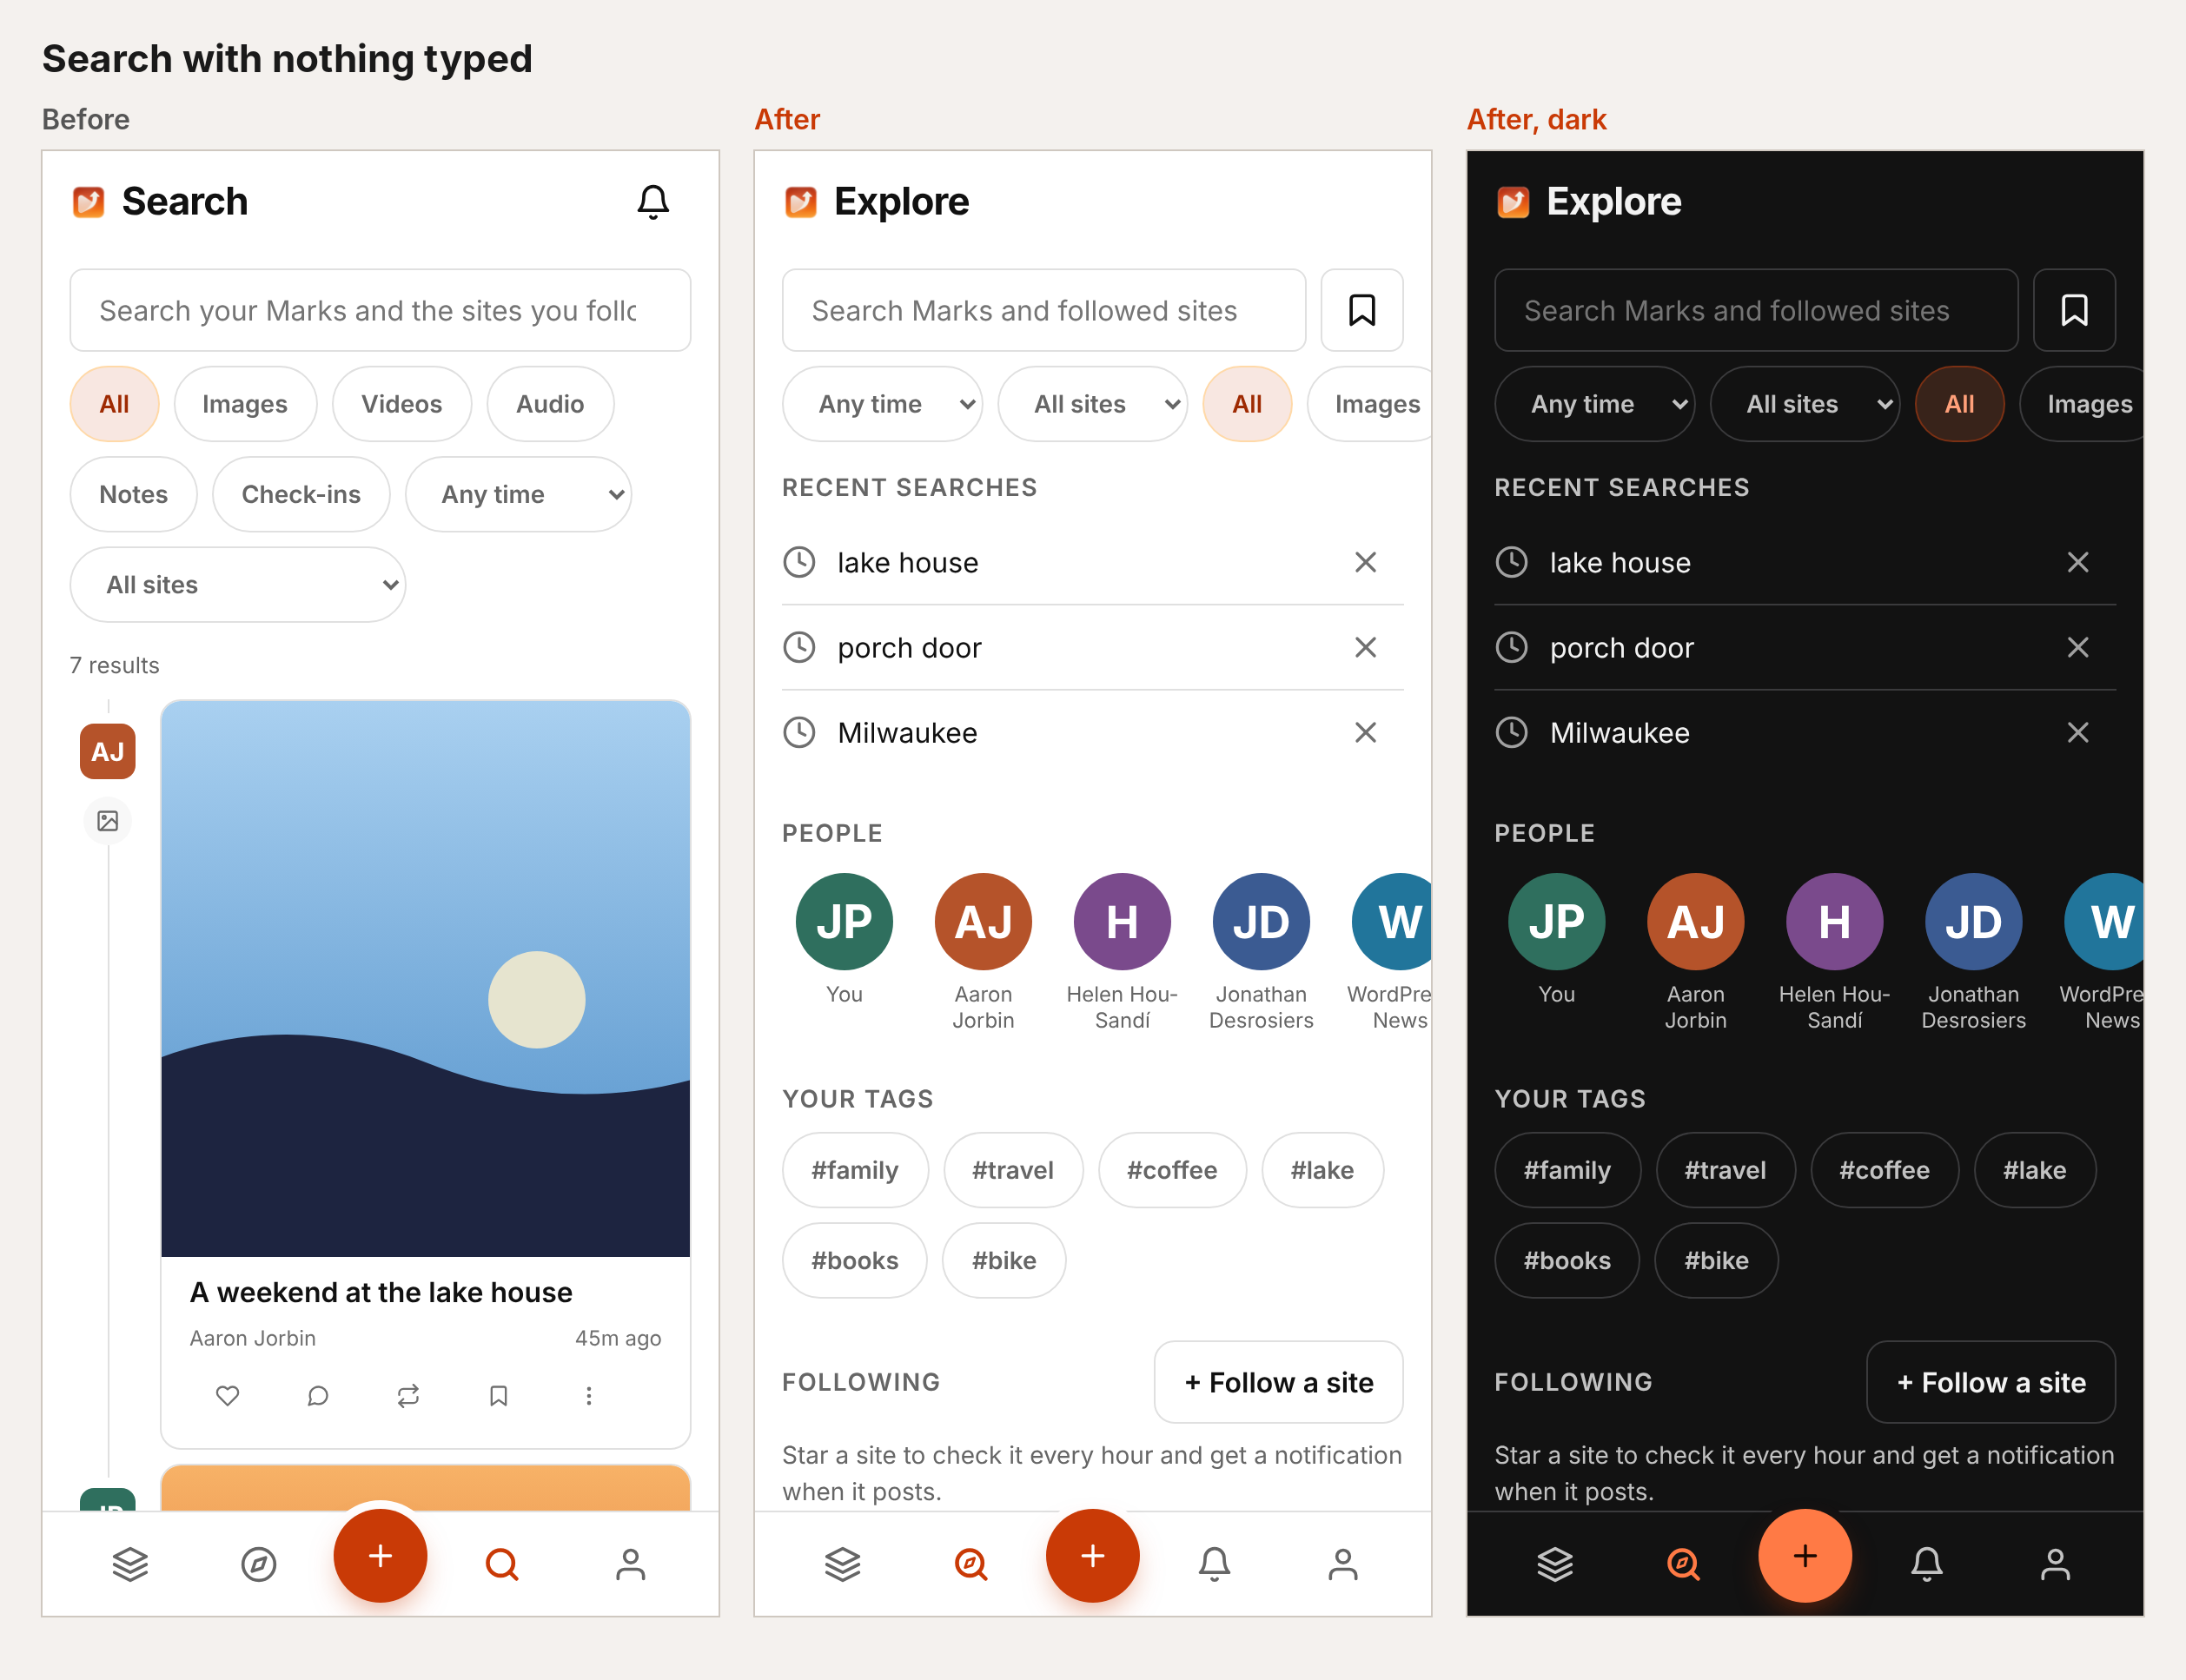 Search with nothing typed
Before
Search
Search your Marks and the sites you follo
All Images Videos Audio
Notes Check-ins Any time
All sites
7 results
AJ
A weekend at the lake house
Aaron Jorbin 45m ago
After
Explore
Search Marks and followed sites
Any time All sites All Images
RECENT SEARCHES
lake house
porch door
Milwaukee
PEOPLE
JP AJ H JD W
You Aaron Jorbin Helen Hou-Sandí Jonathan Desrosiers WordPre News
YOUR TAGS
#family #travel #coffee #lake
#books #bike
FOLLOWING + Follow a site
Star a site to check it every hour and get a notification
when it posts.
After, dark
Explore
Search Marks and followed sites
Any time All sites All Images
RECENT SEARCHES
lake house
porch door
Milwaukee
PEOPLE
JP AJ H JD W
You Aaron Jorbin Helen Hou-Sandí Jonathan Desrosiers WordPre News
YOUR TAGS
#family #travel #coffee #lake
#books #bike
FOLLOWING + Follow a site
Star a site to check it every hour and get a notification
when it posts.